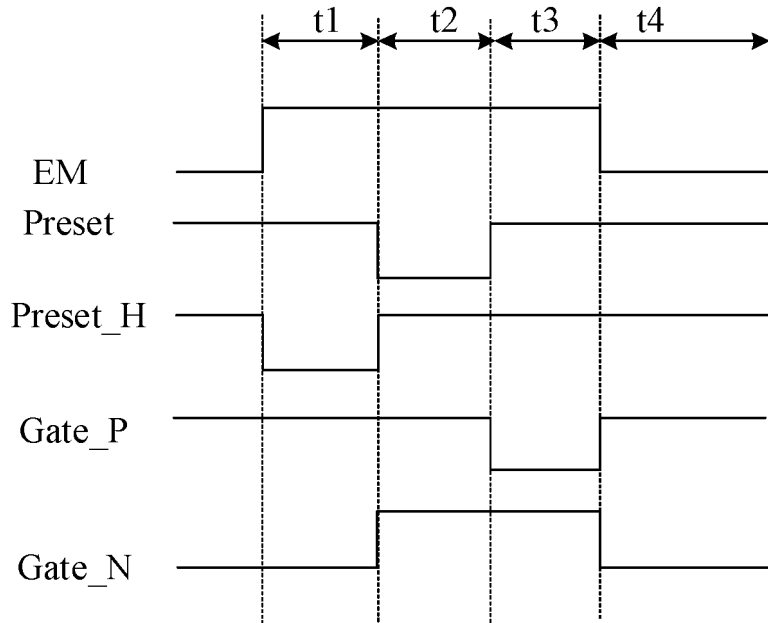 t1 t2 t3 t4
EM
Preset
Preset_H
Gate_P
Gate_N